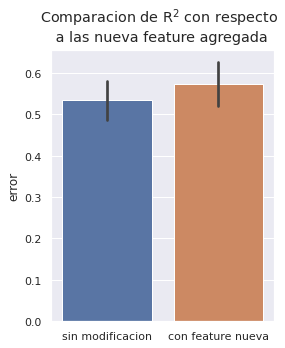 Comparacion de R² con respecto
a las nueva feature agregada
error
0.6
0.5
0.4
0.3
0.2
0.1
0.0
sin modificacion
con feature nueva